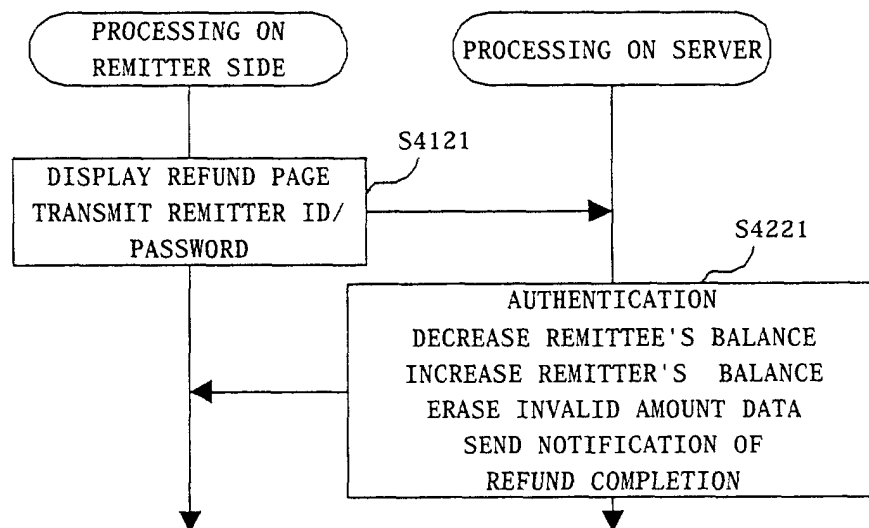 PROCESSING ON
REMITTER SIDE
PROCESSING ON SERVER
S4121
DISPLAY REFUND PAGE
TRANSMIT REMITTER ID/
PASSWORD
S4221
AUTHENTICATION
DECREASE REMITTEE'S BALANCE
INCREASE REMITTER'S BALANCE
ERASE INVALID AMOUNT DATA
SEND NOTIFICATION OF
REFUND COMPLETION